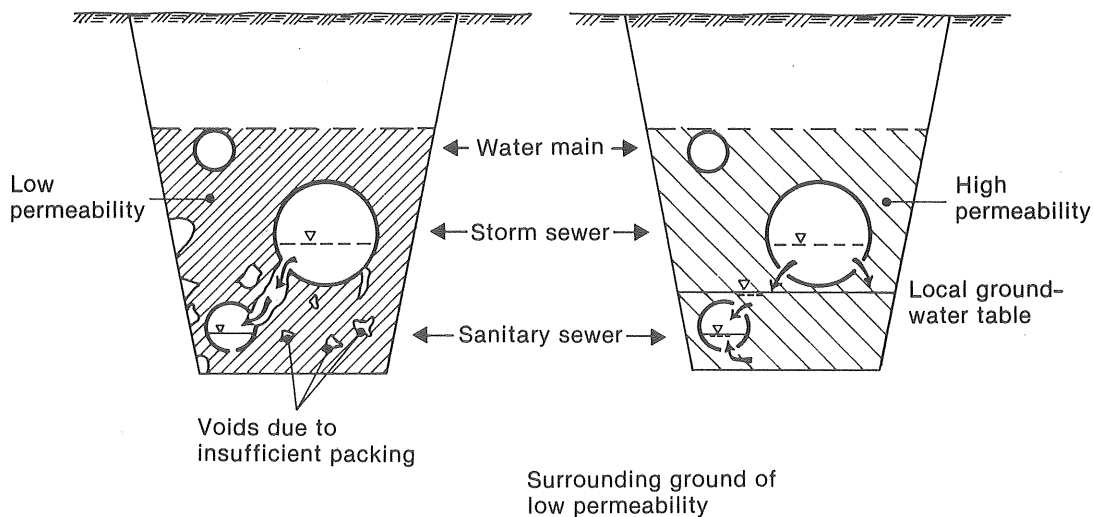 Low
permeability
Water main
Storm sewer
Sanitary sewer
High
permeability
Local ground-
water table
Voids due to
insufficient packing
Surrounding ground of
low permeability